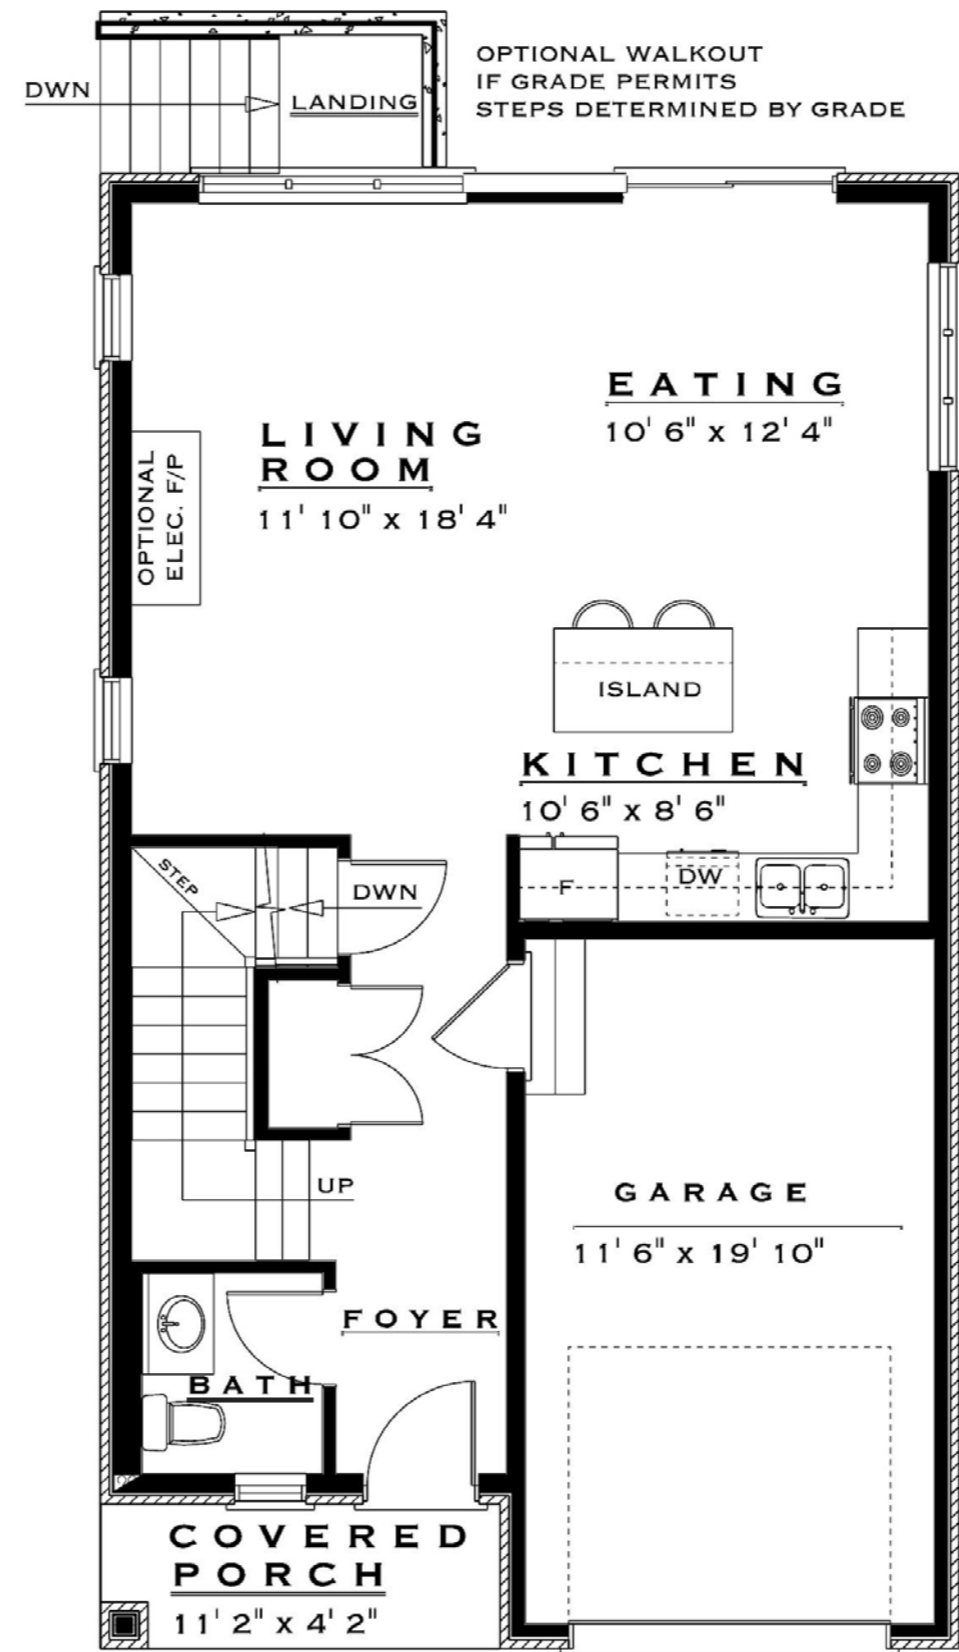 OPTIONAL WALKOUT
IF GRADE PERMITS
STEPS DETERMINED BY GRADE
DWN
LANDING
EATING
10' 6" x 12' 4"
LIVING
ROOM
11' 10" x 18' 4"
OPTIONAL
ELEC. F/P
ISLAND
KITCHEN
10' 6" x 8' 6"
STEP
DWN
F
DW
UP
GARAGE
11' 6" x 19' 10"
FOYER
BATH
COVERED
PORCH
11' 2" x 4' 2"